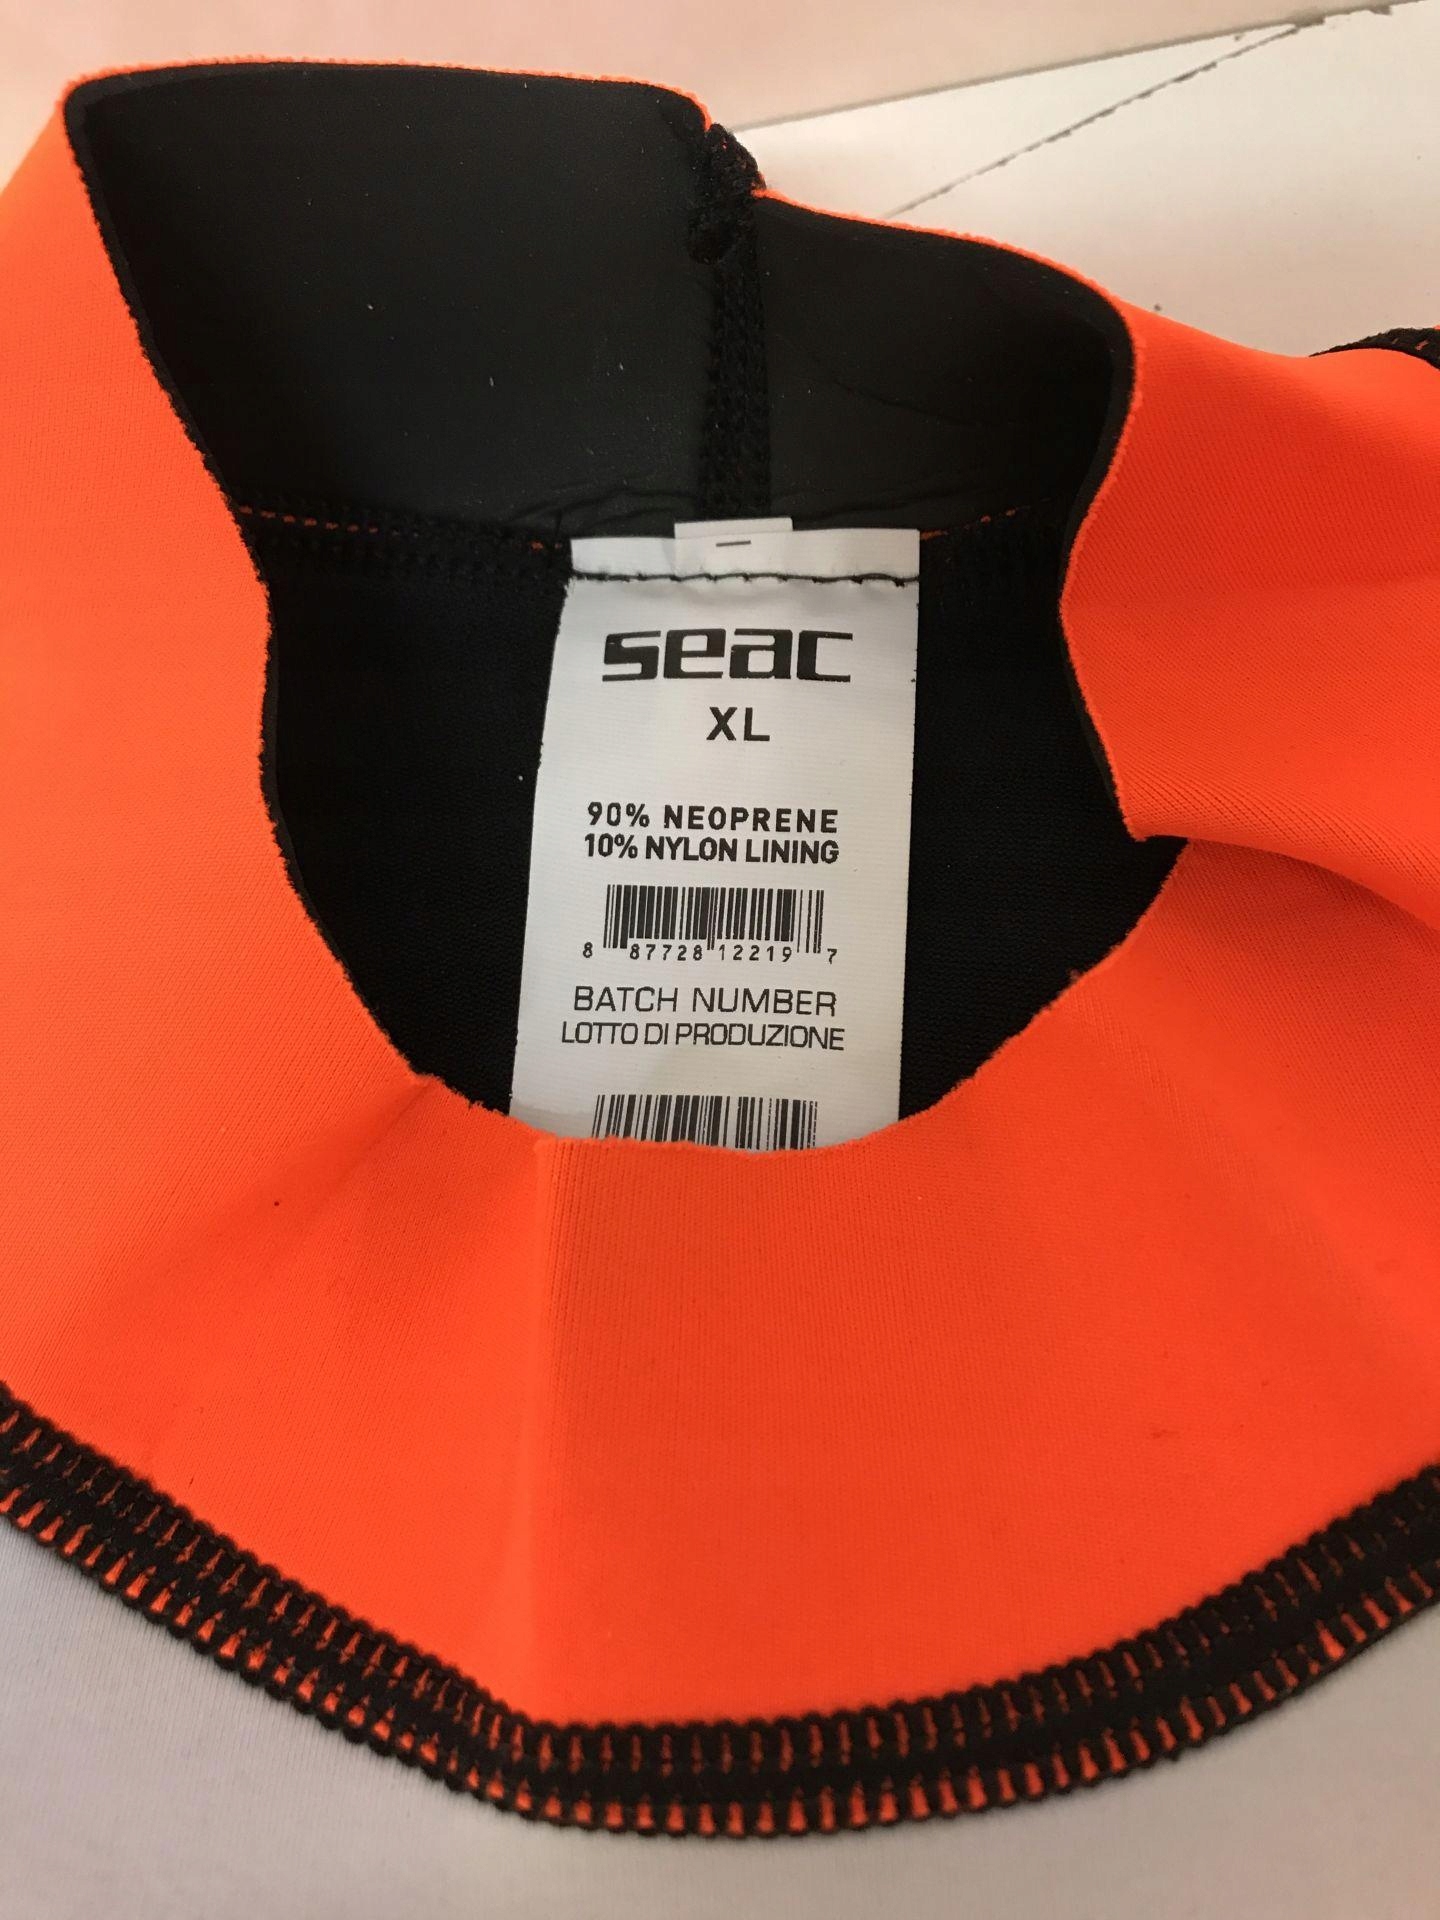 seac
XL
90% NEOPRENE
10% NYLON LINING
8 87728 12219 7
BATCH NUMBER
LOTTO DI PRODUZIONE